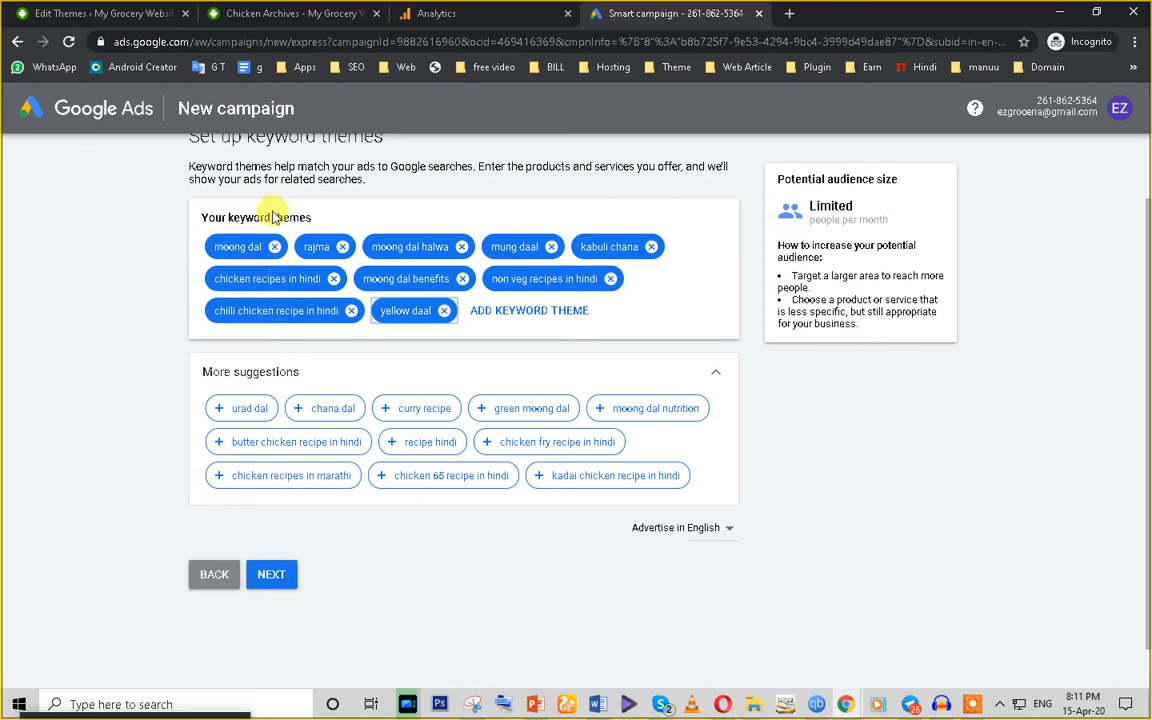 Edit Themes ‹ My Grocery Websit
Chicken Archives - My Grocery W
Analytics
Smart campaign - 261-862-5364
ads.google.com/aw/campaigns/new/express?campaignId=9882616960&ocid=469416369&cmpnInfo=%7B"8"%3A"b8b725f7-9e53-4294-9bc4-3999d49dae87"%7D&subid=in-en-...
Incognito
WhatsApp
Android Creator
G T
g
Apps
SEO
Web
free video
BILL
Hosting
Theme
Web Article
Plugin
Earn
IT Hindi
manuu
Domain
»
Google Ads
New campaign
261-862-5364
ezgroceria@gmail.com
EZ
Set up keyword themes
Keyword themes help match your ads to Google searches. Enter the products and services you offer, and we'll
show your ads for related searches.
Your keyword themes
moong dal
rajma
moong dal halwa
mung daal
kabuli chana
chicken recipes in hindi
moong dal benefits
non veg recipes in hindi
chilli chicken recipe in hindi
yellow daal
ADD KEYWORD THEME
More suggestions
+ urad dal
+ chana dal
+ curry recipe
+ green moong dal
+ moong dal nutrition
+ butter chicken recipe in hindi
+ recipe hindi
+ chicken fry recipe in hindi
+ chicken recipes in marathi
+ chicken 65 recipe in hindi
+ kadai chicken recipe in hindi
Advertise in English
BACK
NEXT
Potential audience size
Limited
people per month
How to increase your potential
audience:
• Target a larger area to reach more
people.
• Choose a product or service that
is less specific, but still appropriate
for your business.
Type here to search
26
ENG
8:11 PM
15-Apr-20